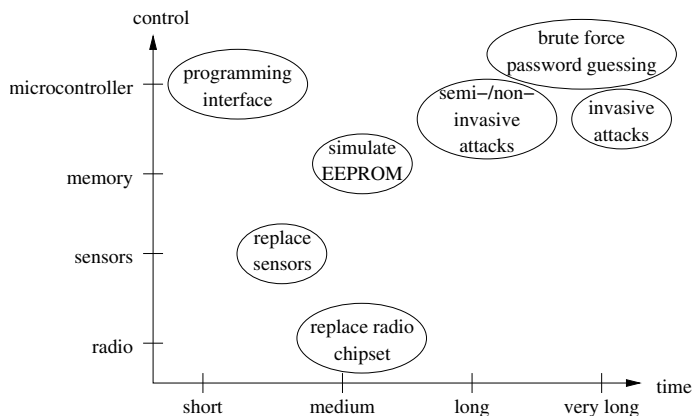 control
brute force
password guessing
programming
interface
microcontroller
semi−/non−
invasive
attacks
invasive
attacks
simulate
EEPROM
memory
replace
sensors
sensors
replace radio
chipset
radio
time
short
medium
long
very long